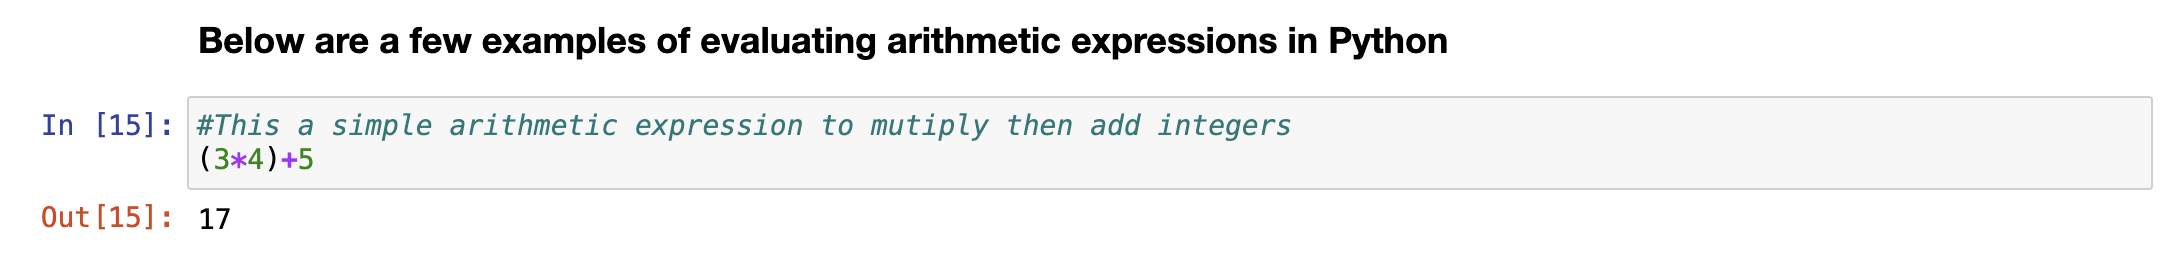 Below are a few examples of evaluating arithmetic expressions in Python
In [15]: #This a simple arithmetic expression to mutiply then add integers
(3*4)+5
Out[15]: 17